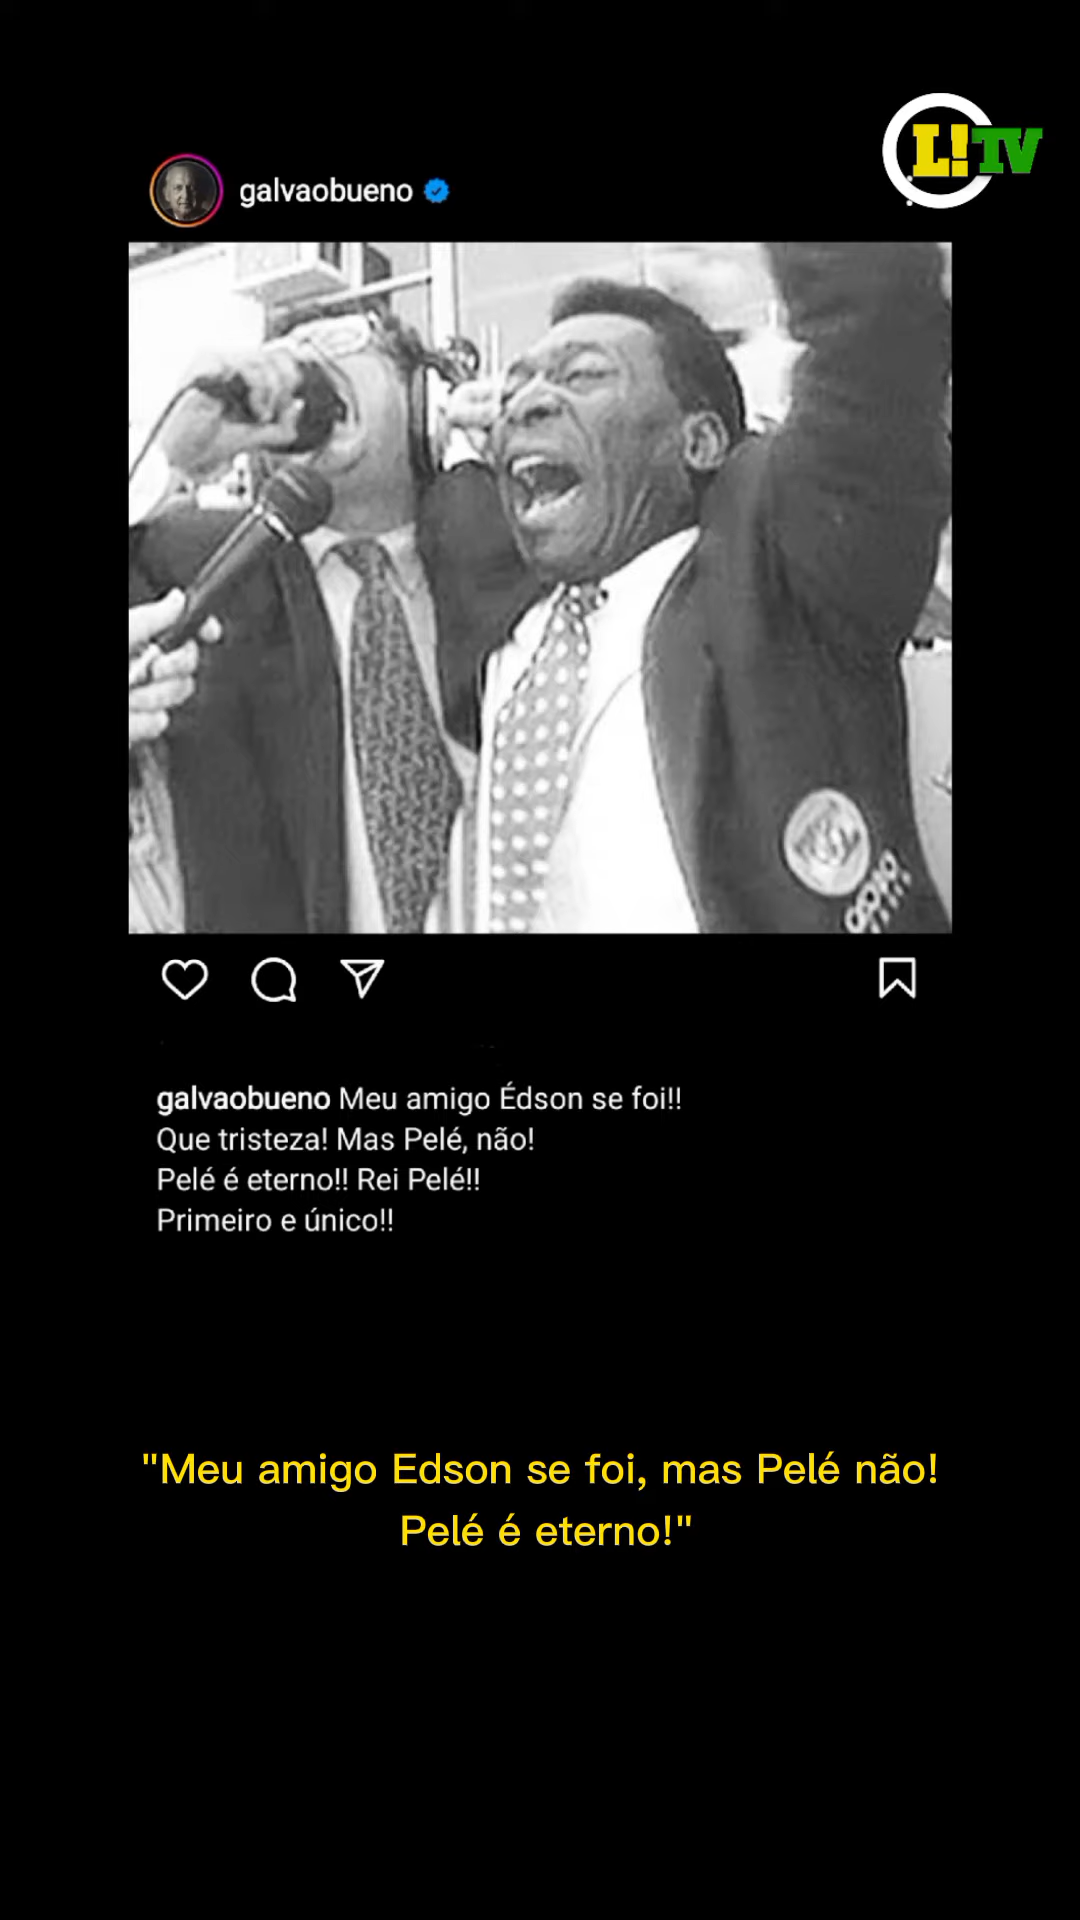 L!TV
galvaobueno
galvaobueno Meu amigo Édson se foi!!
Que tristeza! Mas Pelé, não!
Pelé é eterno!! Rei Pelé!!
Primeiro e único!!
"Meu amigo Edson se foi, mas Pelé não!
Pelé é eterno!"